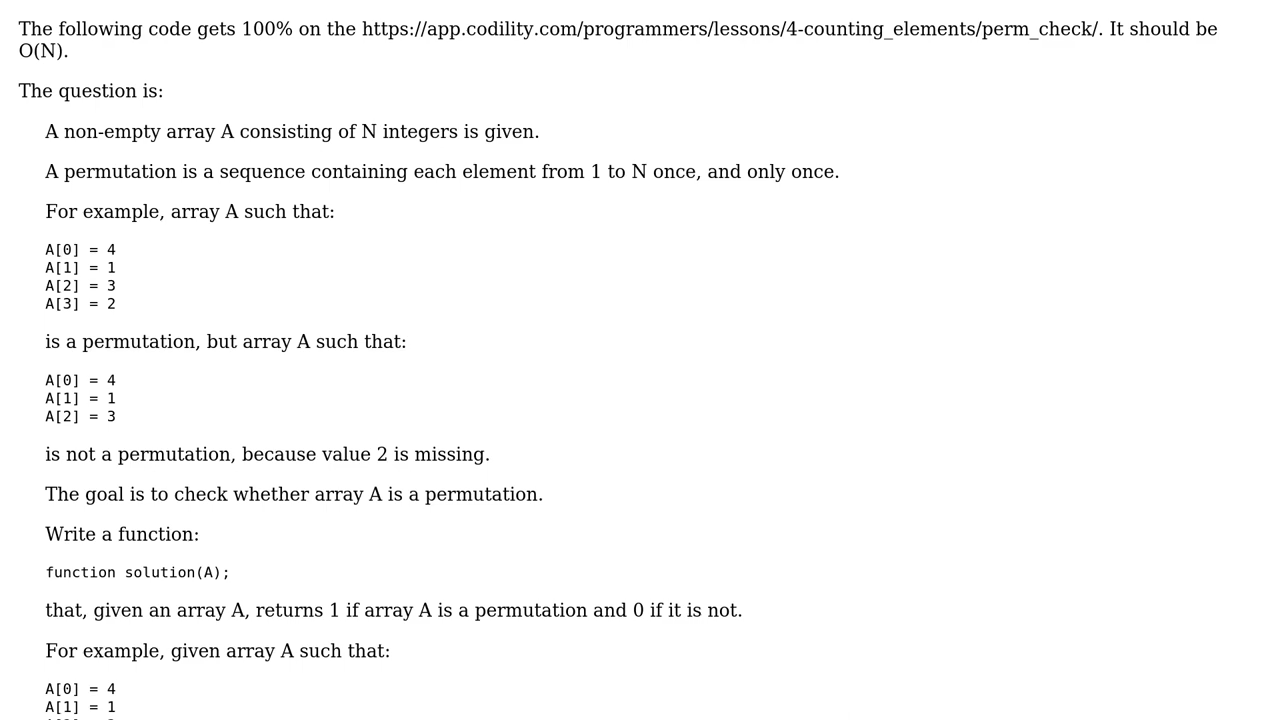 The following code gets 100% on the https://app.codility.com/programmers/lessons/4-counting_elements/perm_check/. It should be
O(N).
The question is:
A non-empty array A consisting of N integers is given.
A permutation is a sequence containing each element from 1 to N once, and only once.
For example, array A such that:
A[0] = 4
A[1] = 1
A[2] = 3
A[3] = 2
is a permutation, but array A such that:
A[0] = 4
A[1] = 1
A[2] = 3
is not a permutation, because value 2 is missing.
The goal is to check whether array A is a permutation.
Write a function:
function solution(A);
that, given an array A, returns 1 if array A is a permutation and 0 if it is not.
For example, given array A such that:
A[0] = 4
A[1] = 1